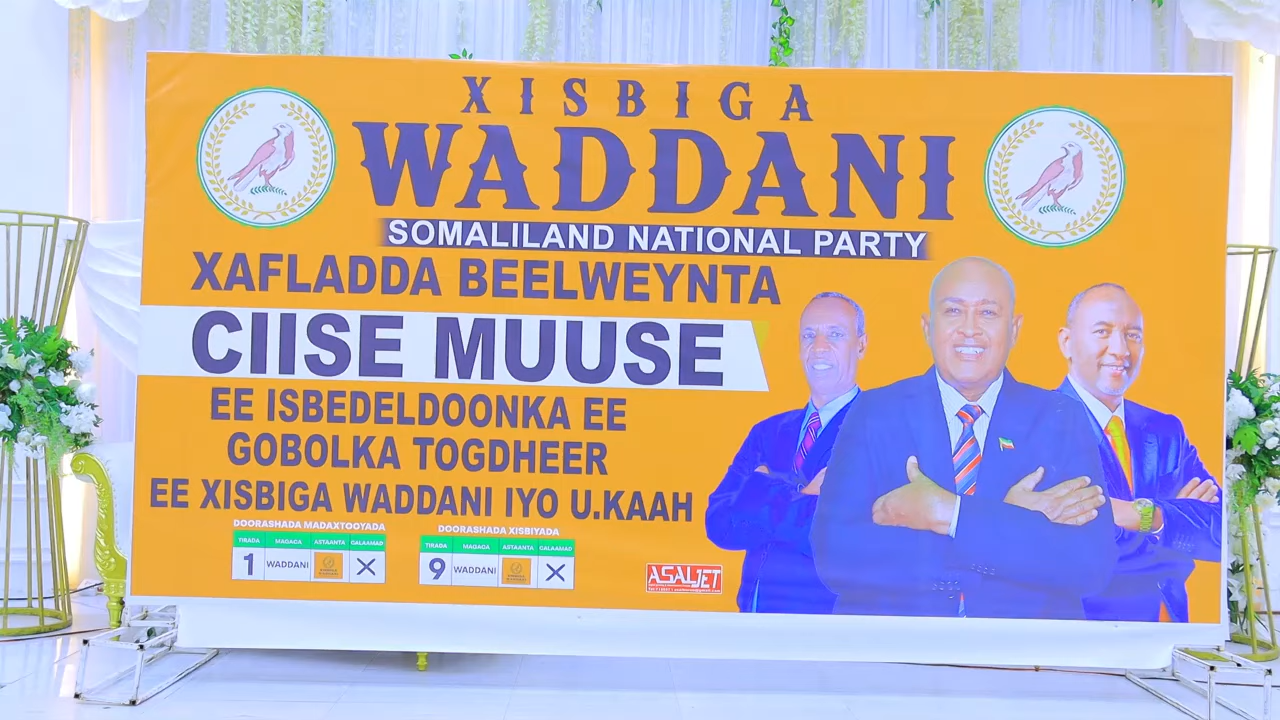 XISBIGA
WADDANI
SOMALILAND NATIONAL PARTY
XAFLADDA BEELWEYNTA
CIISE MUUSE
EE ISBEDELDOONKA EE
GOBOLKA TOGDHEER
EE XISBIGA WADDANI IYO U.KAAH
DOORASHADA MADAXTOOYADA
TIRADA MAGACA ASTAANTA CALAAMAD
1 WADDANI X
DOORASHADA XISBIYADA
TIRADA MAGACA ASTAANTA CALAAMAD
9 WADDANI X
ASALJET